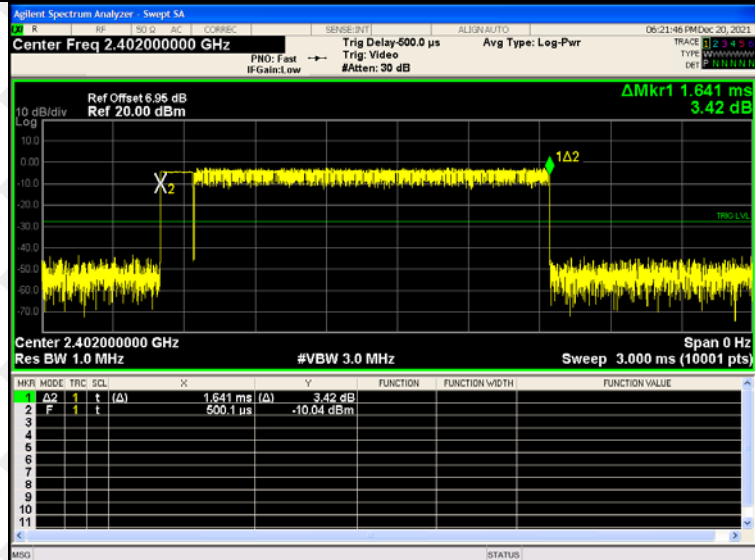 Agilent Spectrum Analyzer - Swept SA
R RF 50 Ω AC CORREC SENSE:INT ALIGN AUTO 06:21:46 PM Dec 20, 2021
Center Freq 2.402000000 GHz Trig Delay-500.0 µs Avg Type: Log-Pwr TRACE 1 2 3 4 5 6
PNO: Fast Trig: Video TYPE WWWWWW
IFGain:Low #Atten: 30 dB DET P N N N N N
ΔMkr1 1.641 ms
3.42 dB
Ref Offset 6.95 dB
10 dB/div Ref 20.00 dBm
Log
10.0
0.00
1Δ2
-10.0
2
-20.0
TRIG LVL
-30.0
-40.0
-50.0
-60.0
-70.0
Center 2.402000000 GHz Span 0 Hz
Res BW 1.0 MHz #VBW 3.0 MHz Sweep 3.000 ms (10001 pts)
MKR MODE TRC SCL X Y FUNCTION FUNCTION WIDTH FUNCTION VALUE
1 Δ2 1 t (Δ) 1.641 ms (Δ) 3.42 dB
2 F 1 t 500.1 µs -10.04 dBm
3
4
5
6
7
8
9
10
11
MSG STATUS